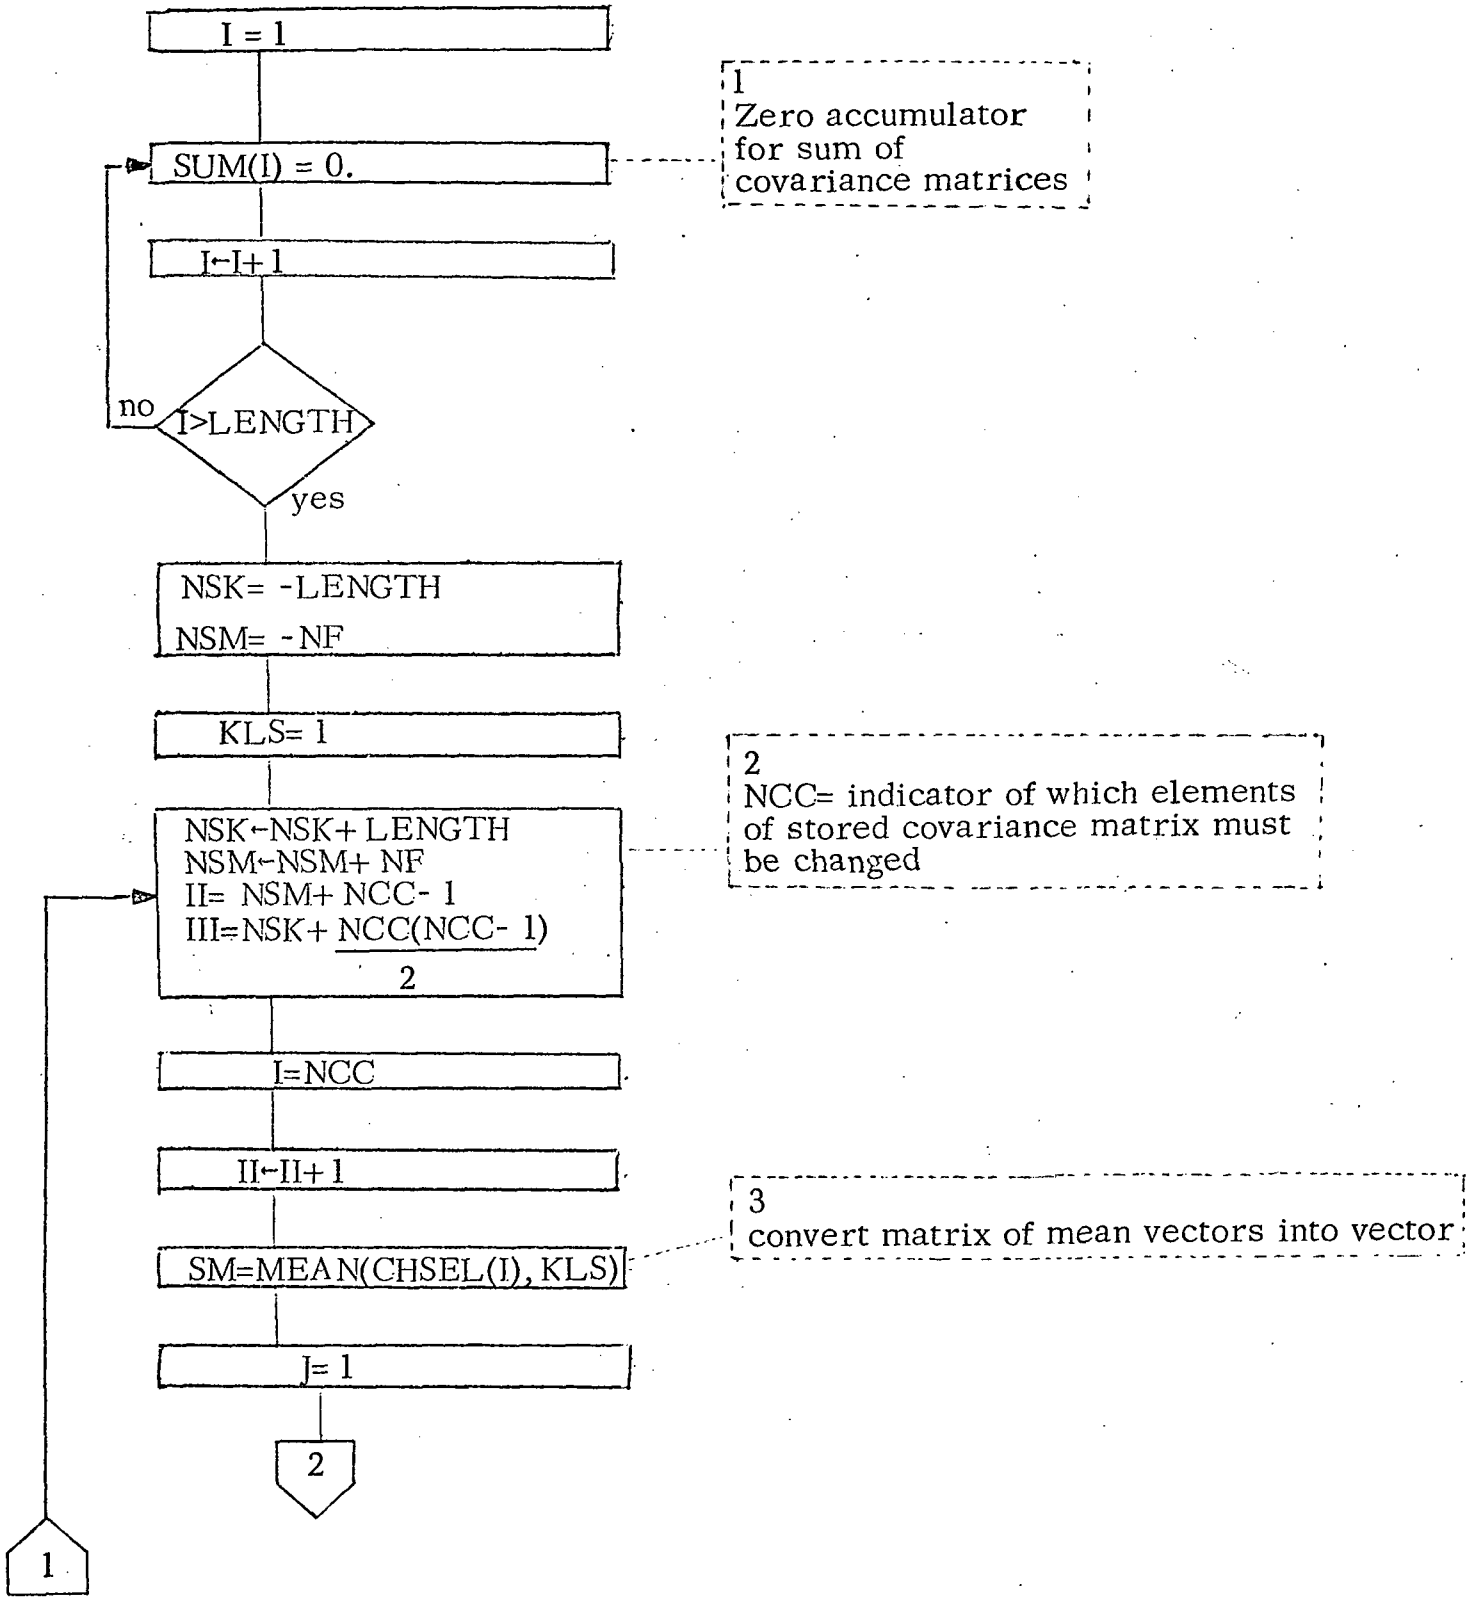 I = 1
1
Zero accumulator
for sum of
covariance matrices
SUM(I) = 0.
I←I+ 1
no
I>LENGTH
yes
NSK= -LENGTH
NSM= -NF
KLS= 1
2
NCC= indicator of which elements
of stored covariance matrix must
be changed
NSK←NSK+ LENGTH
NSM←NSM+ NF
II= NSM+ NCC- 1
III=NSK+ NCC(NCC- 1)
2
I=NCC
II←II+ 1
3
convert matrix of mean vectors into vector
SM=MEAN(CHSEL(I), KLS)
J= 1
2
1